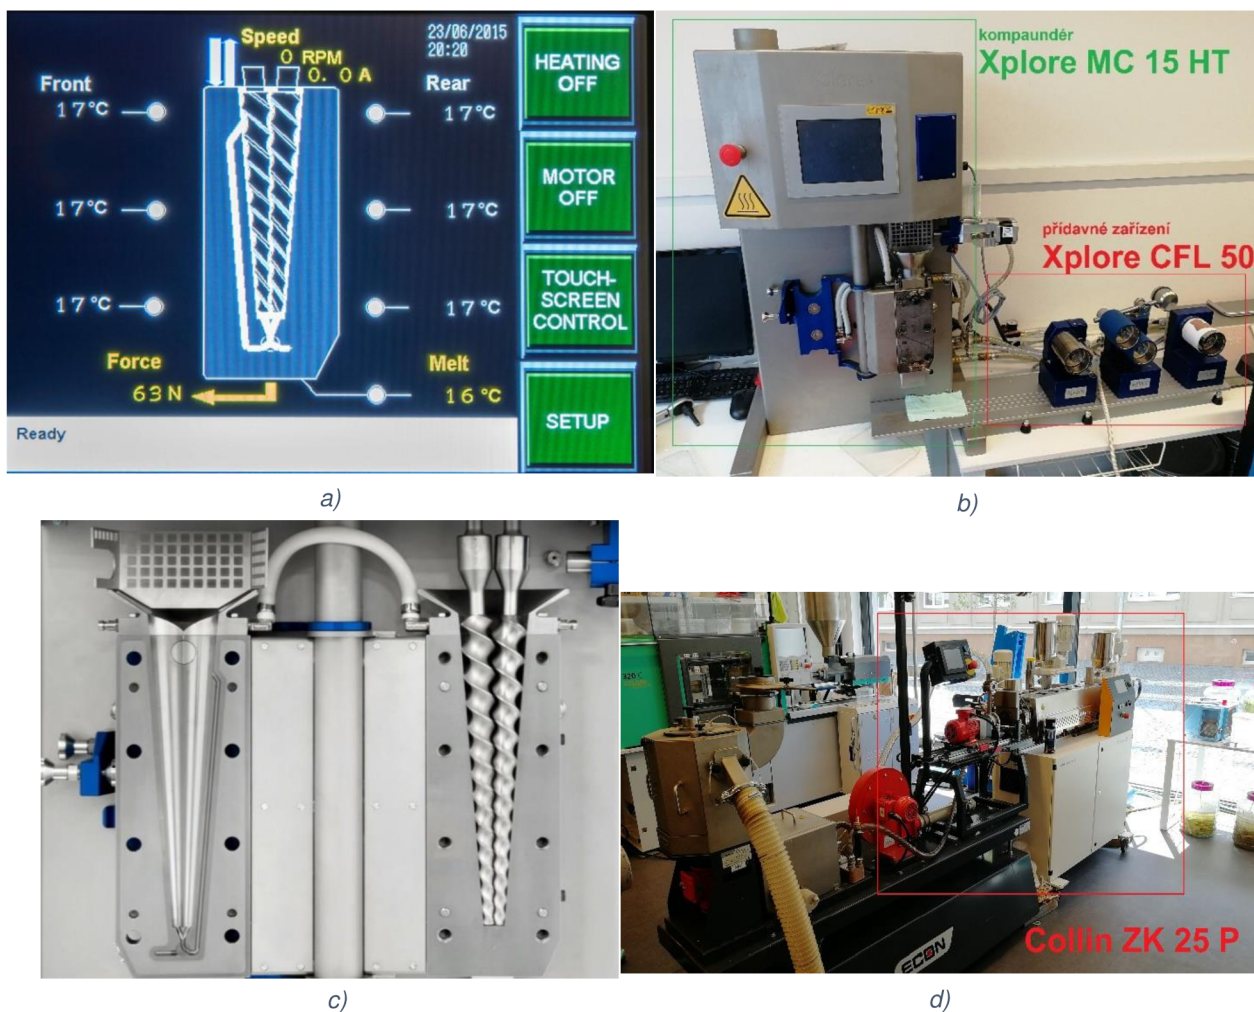 23/06/2015
20:20
Speed
0 RPM
0. 0 A
Front
Rear
17°C
17°C
17°C
17°C
17°C
17°C
Force
Melt
63N
16°C
Ready
HEATING
OFF
MOTOR
OFF
TOUCH-
SCREEN
CONTROL
SETUP
a)
kompaundér
Xplore MC 15 HT
přídavné zařízení
Xplore CFL 50
b)
c)
320 C
ECON
Collin ZK 25 P
d)